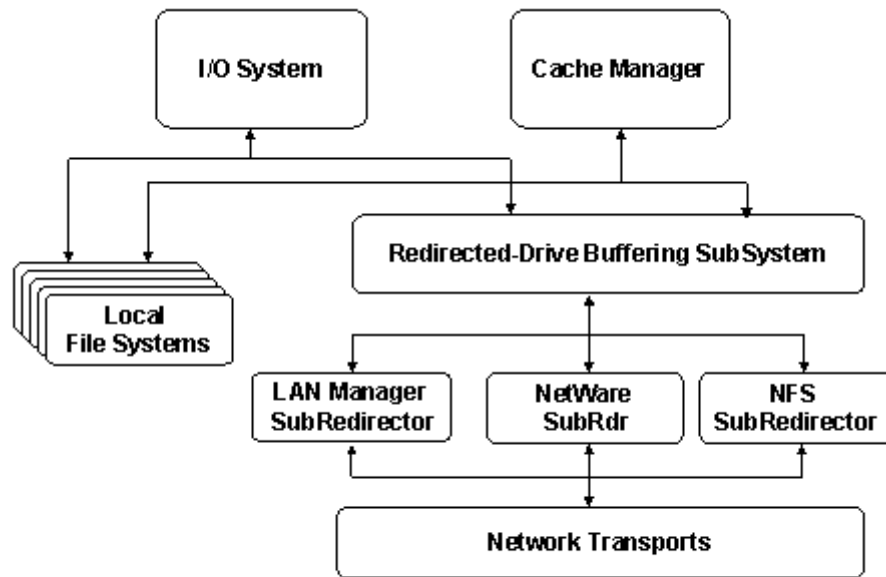 I/O System
Cache Manager
Redirected-Drive Buffering SubSystem
Local
File Systems
LAN Manager
SubRedirector
NetWare
SubRdr
NFS
SubRedirector
Network Transports